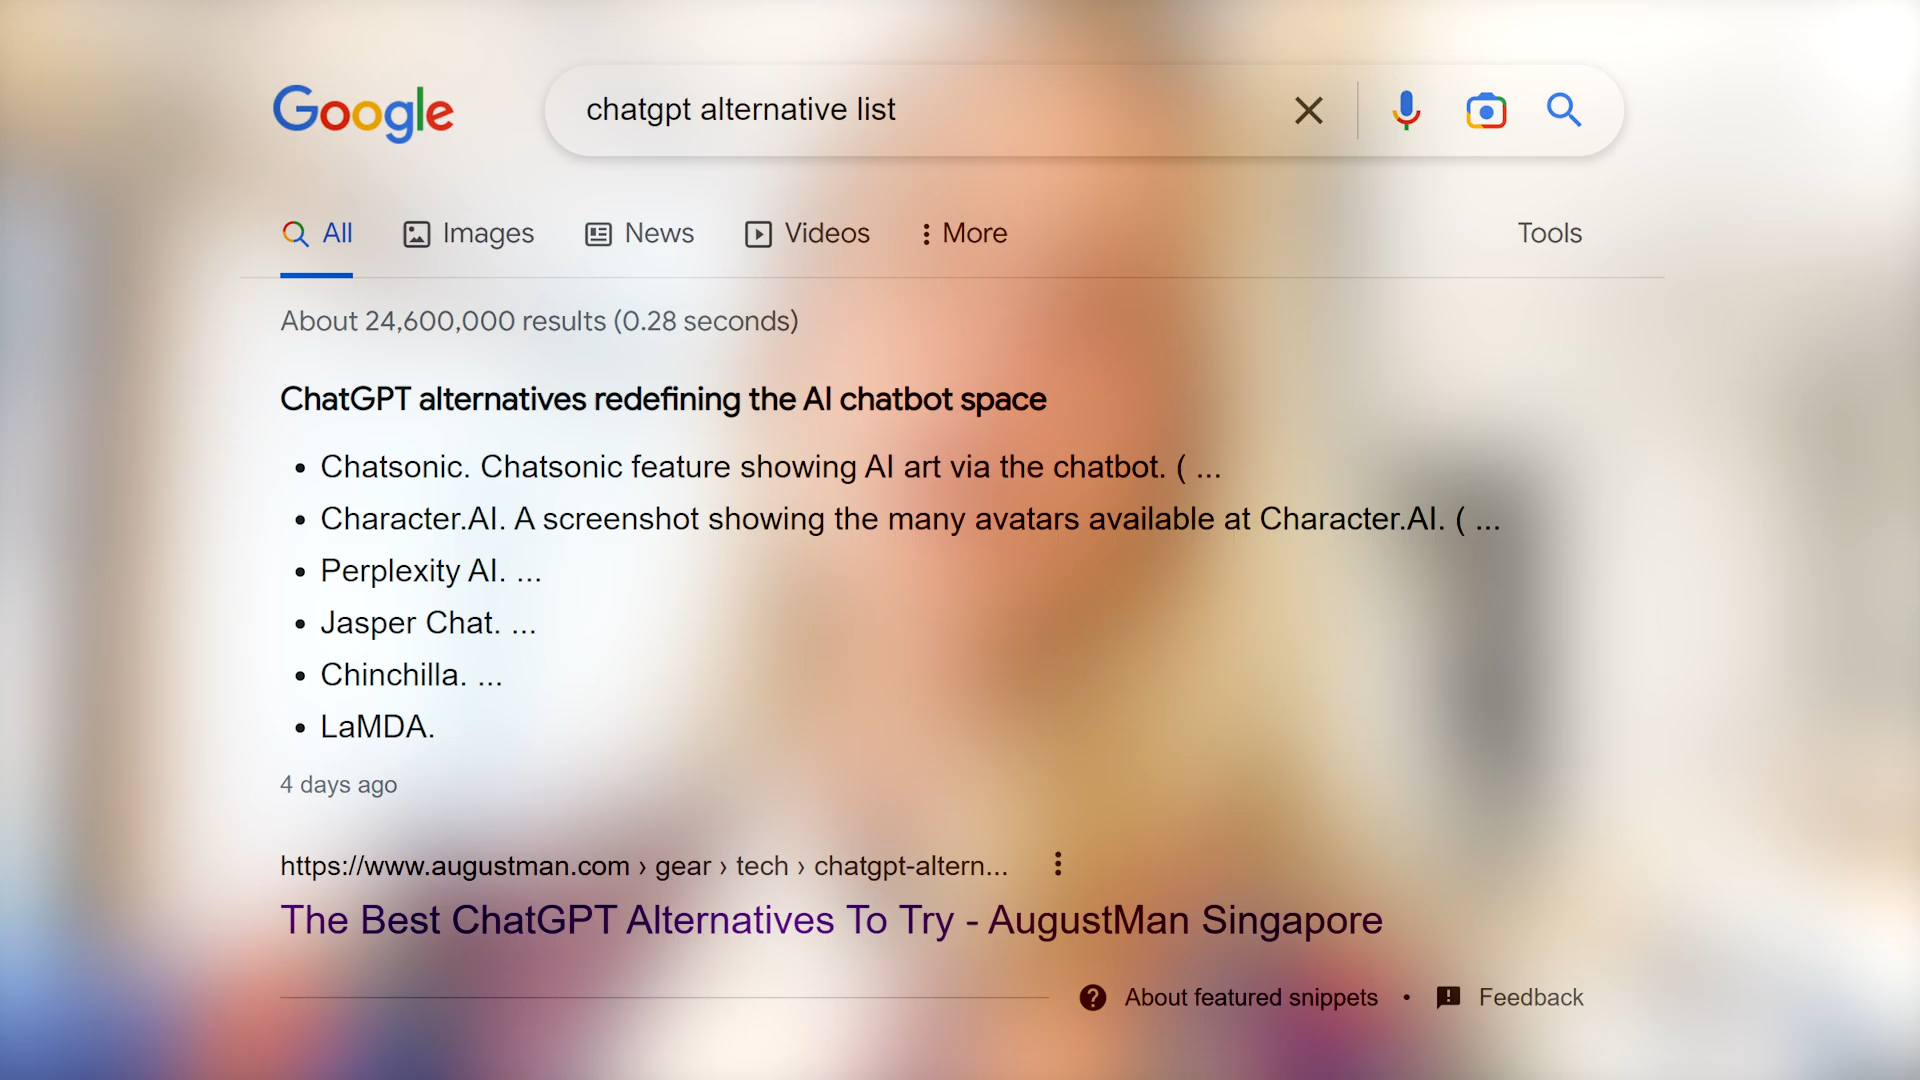 Google
chatgpt alternative list
All Images News Videos More Tools
About 24,600,000 results (0.28 seconds)
ChatGPT alternatives redefining the AI chatbot space
• Chatsonic. Chatsonic feature showing AI art via the chatbot. ( ...
• Character.AI. A screenshot showing the many avatars available at Character.AI. ( ...
• Perplexity AI. ...
• Jasper Chat. ...
• Chinchilla. ...
• LaMDA.
4 days ago
https://www.augustman.com › gear › tech › chatgpt-altern...
The Best ChatGPT Alternatives To Try - AugustMan Singapore
About featured snippets • Feedback